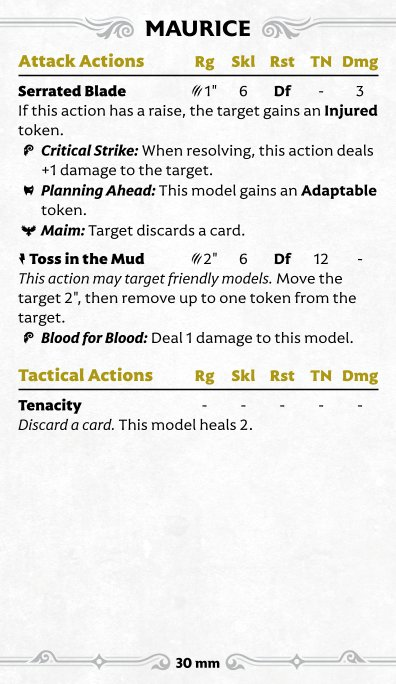 MAURICE
Attack Actions Rg Skl Rst TN Dmg
Serrated Blade 1" 6 Df - 3
If this action has a raise, the target gains an Injured
token.
Critical Strike: When resolving, this action deals
+1 damage to the target.
Planning Ahead: This model gains an Adaptable
token.
Maim: Target discards a card.
Toss in the Mud 2" 6 Df 12 -
This action may target friendly models. Move the
target 2", then remove up to one token from the
target.
Blood for Blood: Deal 1 damage to this model.
Tactical Actions Rg Skl Rst TN Dmg
Tenacity - - - - -
Discard a card. This model heals 2.
30 mm